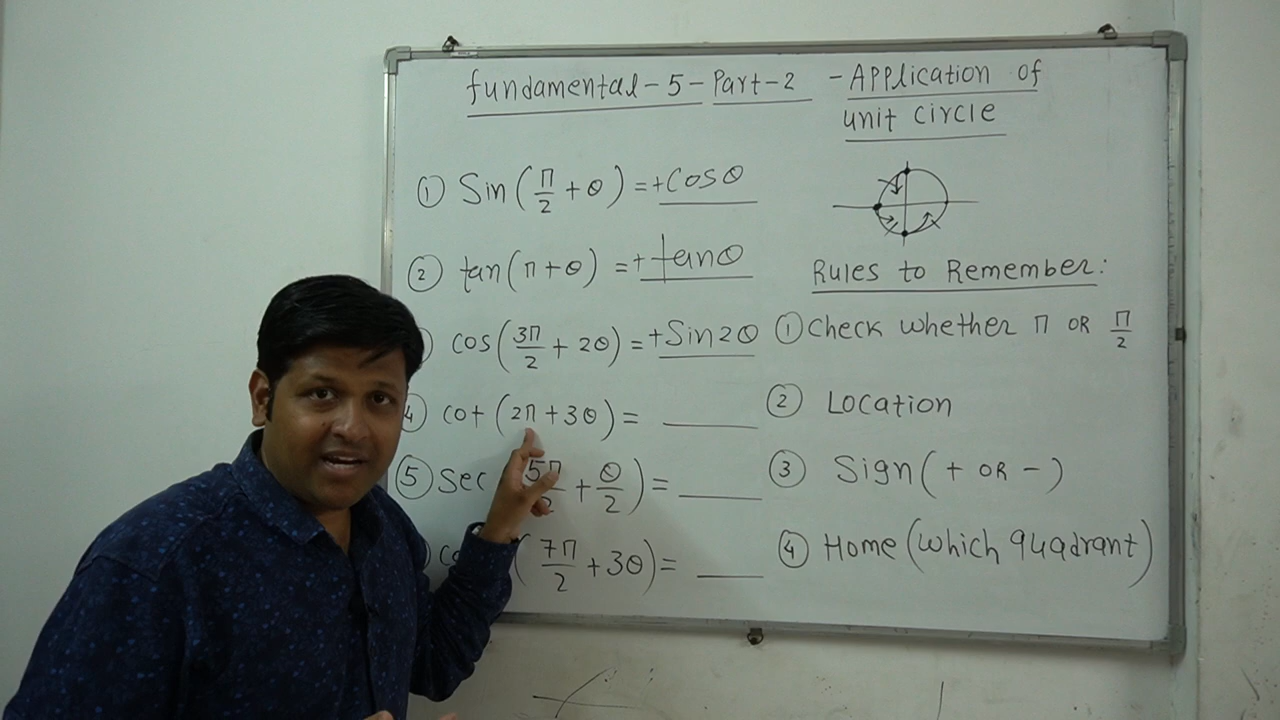 fundamental-5-Part-2 - Application of
unit circle
① Sin(π/2 + θ) = +Cosθ
② tan(π+θ) = + tanθ
Rules to Remember:
cos(3π/2 + 2θ) = +Sin2θ
① Check whether π OR π/2
④ cot(2π+3θ) = ____
② Location
⑤ Sec 5π + θ/2) = ____
③ Sign (+ OR -)
(7π/2 + 3θ) = ____
④ Home (which quadrant)